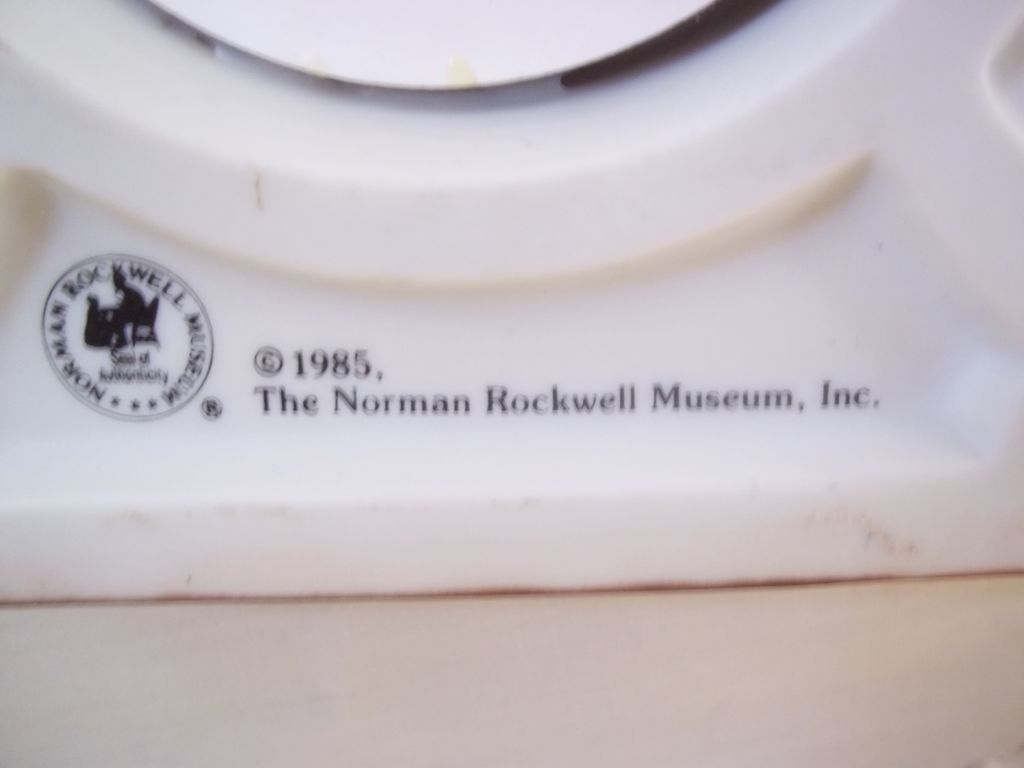 NORMAN ROCKWELL MUSEUM
Seal of
Authenticity
®
© 1985,
The Norman Rockwell Museum, Inc.